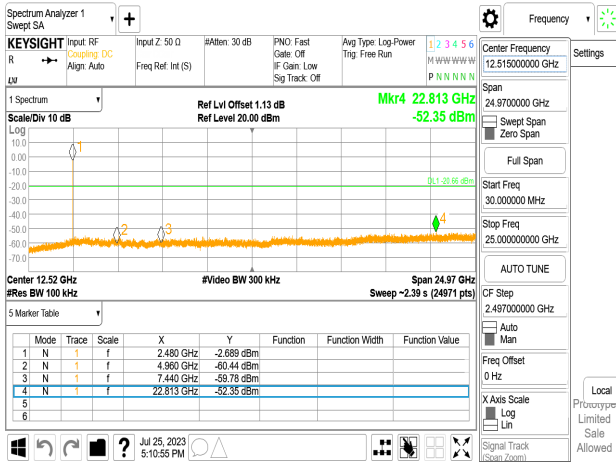 Spectrum Analyzer 1
Swept SA
Frequency
KEYSIGHT
R
Input: RF
Coupling: DC
Align: Auto
Input Z: 50 Ω
Freq Ref: Int (S)
#Atten: 30 dB
PNO: Fast
Gate: Off
IF Gain: Low
Sig Track: Off
Avg Type: Log-Power
Trig: Free Run
1 2 3 4 5 6
M W W W W W
P N N N N N
Center Frequency
12.515000000 GHz
Settings
Span
24.9700000 GHz
Swept Span
Zero Span
Full Span
Start Freq
30.000000 MHz
Stop Freq
25.000000000 GHz
AUTO TUNE
CF Step
2.497000000 GHz
Auto
Man
Freq Offset
0 Hz
X Axis Scale
Log
Lin
Signal Track
(Span Zoom)
Local
Prototype
Limited
Sale
Allowed
1 Spectrum
Scale/Div 10 dB
Ref Lvl Offset 1.13 dB
Ref Level 20.00 dBm
Mkr4 22.813 GHz
-52.35 dBm
Log
10.0
0.00
-10.0
-20.0
-30.0
-40.0
-50.0
-60.0
-70.0
1
2
3
4
DL1 -20.66 dBm
Center 12.52 GHz
#Res BW 100 kHz
#Video BW 300 kHz
Span 24.97 GHz
Sweep ~2.39 s (24971 pts)
5 Marker Table
Mode Trace Scale X Y Function Function Width Function Value
1 N 1 f 2.480 GHz -2.689 dBm
2 N 1 f 4.960 GHz -60.44 dBm
3 N 1 f 7.440 GHz -59.78 dBm
4 N 1 f 22.813 GHz -52.35 dBm
5
6
?
Jul 25, 2023
5:10:55 PM